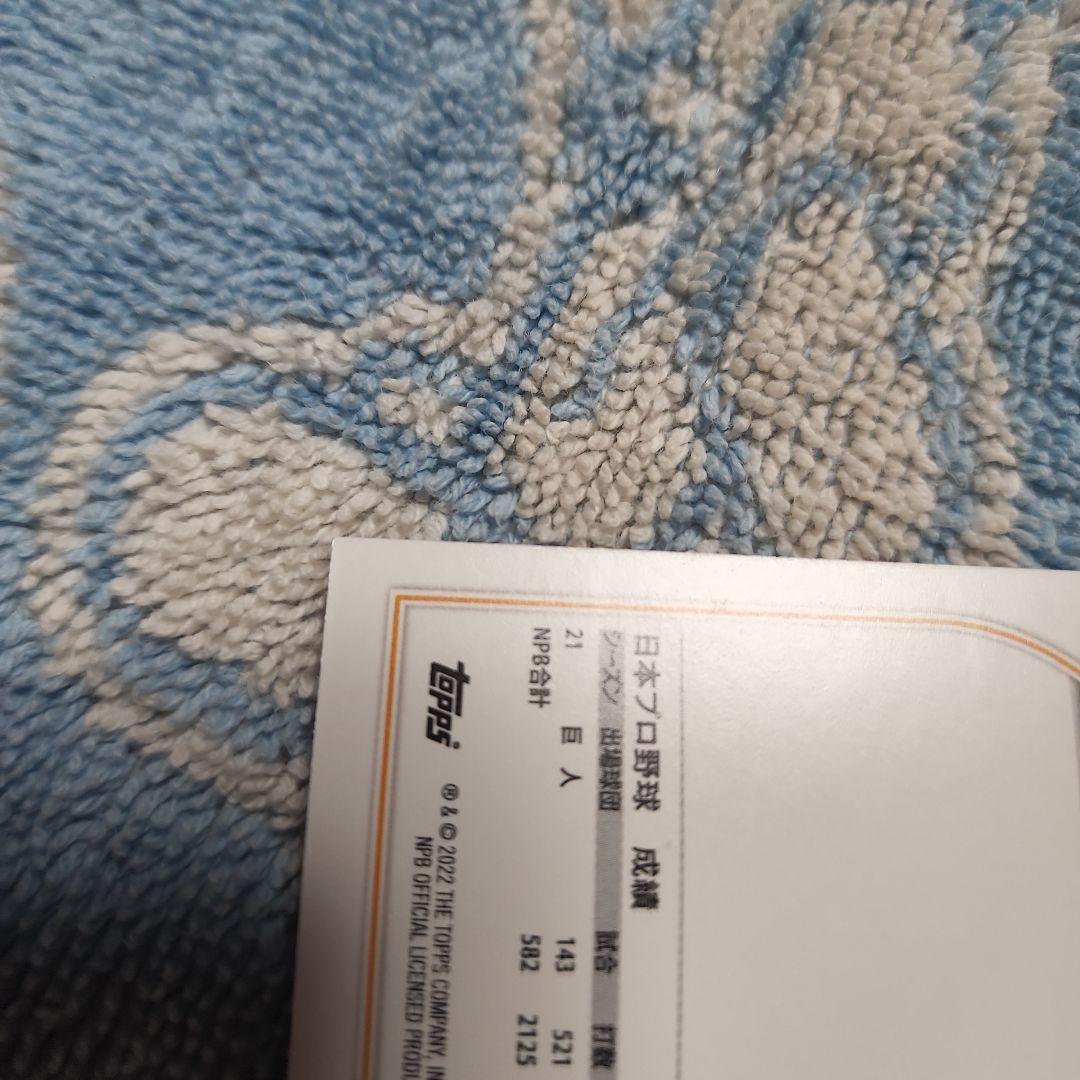 日本プロ野球 成績
シーズン 出場球団 試合 打数
21 巨人 143 521
NPB合計 582 2125
topps
® & © 2022 THE TOPPS COMPANY, IN
NPB OFFICIAL LICENSED PRODU